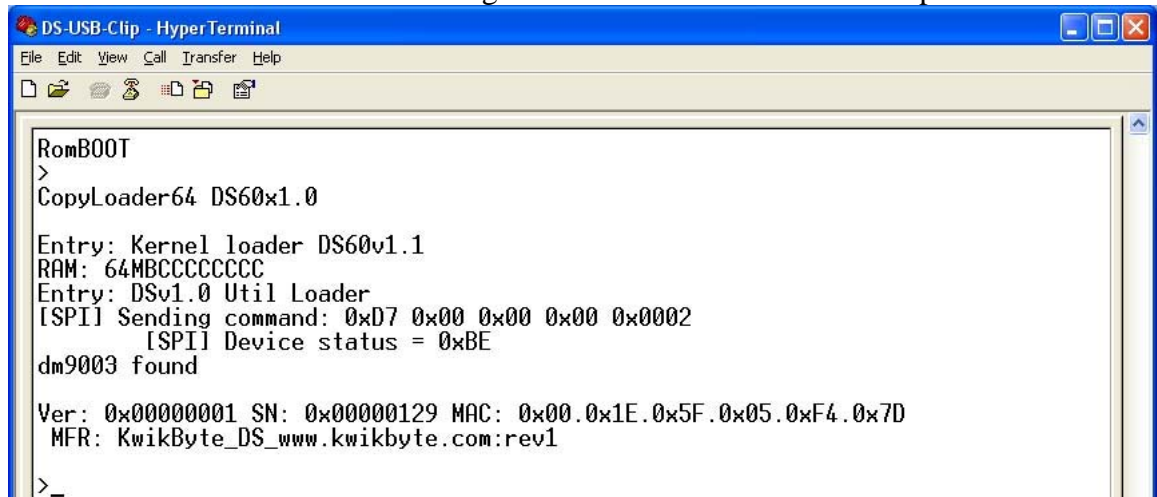 DS-USB-Clip - HyperTerminal
File Edit View Call Transfer Help
RomBOOT
>
CopyLoader64 DS60x1.0
Entry: Kernel loader DS60v1.1
RAM: 64MBCCCCCCCC
Entry: DSv1.0 Util Loader
[SPI] Sending command: 0xD7 0x00 0x00 0x00 0x0002
[SPI] Device status = 0xBE
dm9003 found
Ver: 0x00000001 SN: 0x00000129 MAC: 0x00.0x1E.0x5F.0x05.0xF4.0x7D
MFR: KwikByte_DS_www.kwikbyte.com:rev1
>_